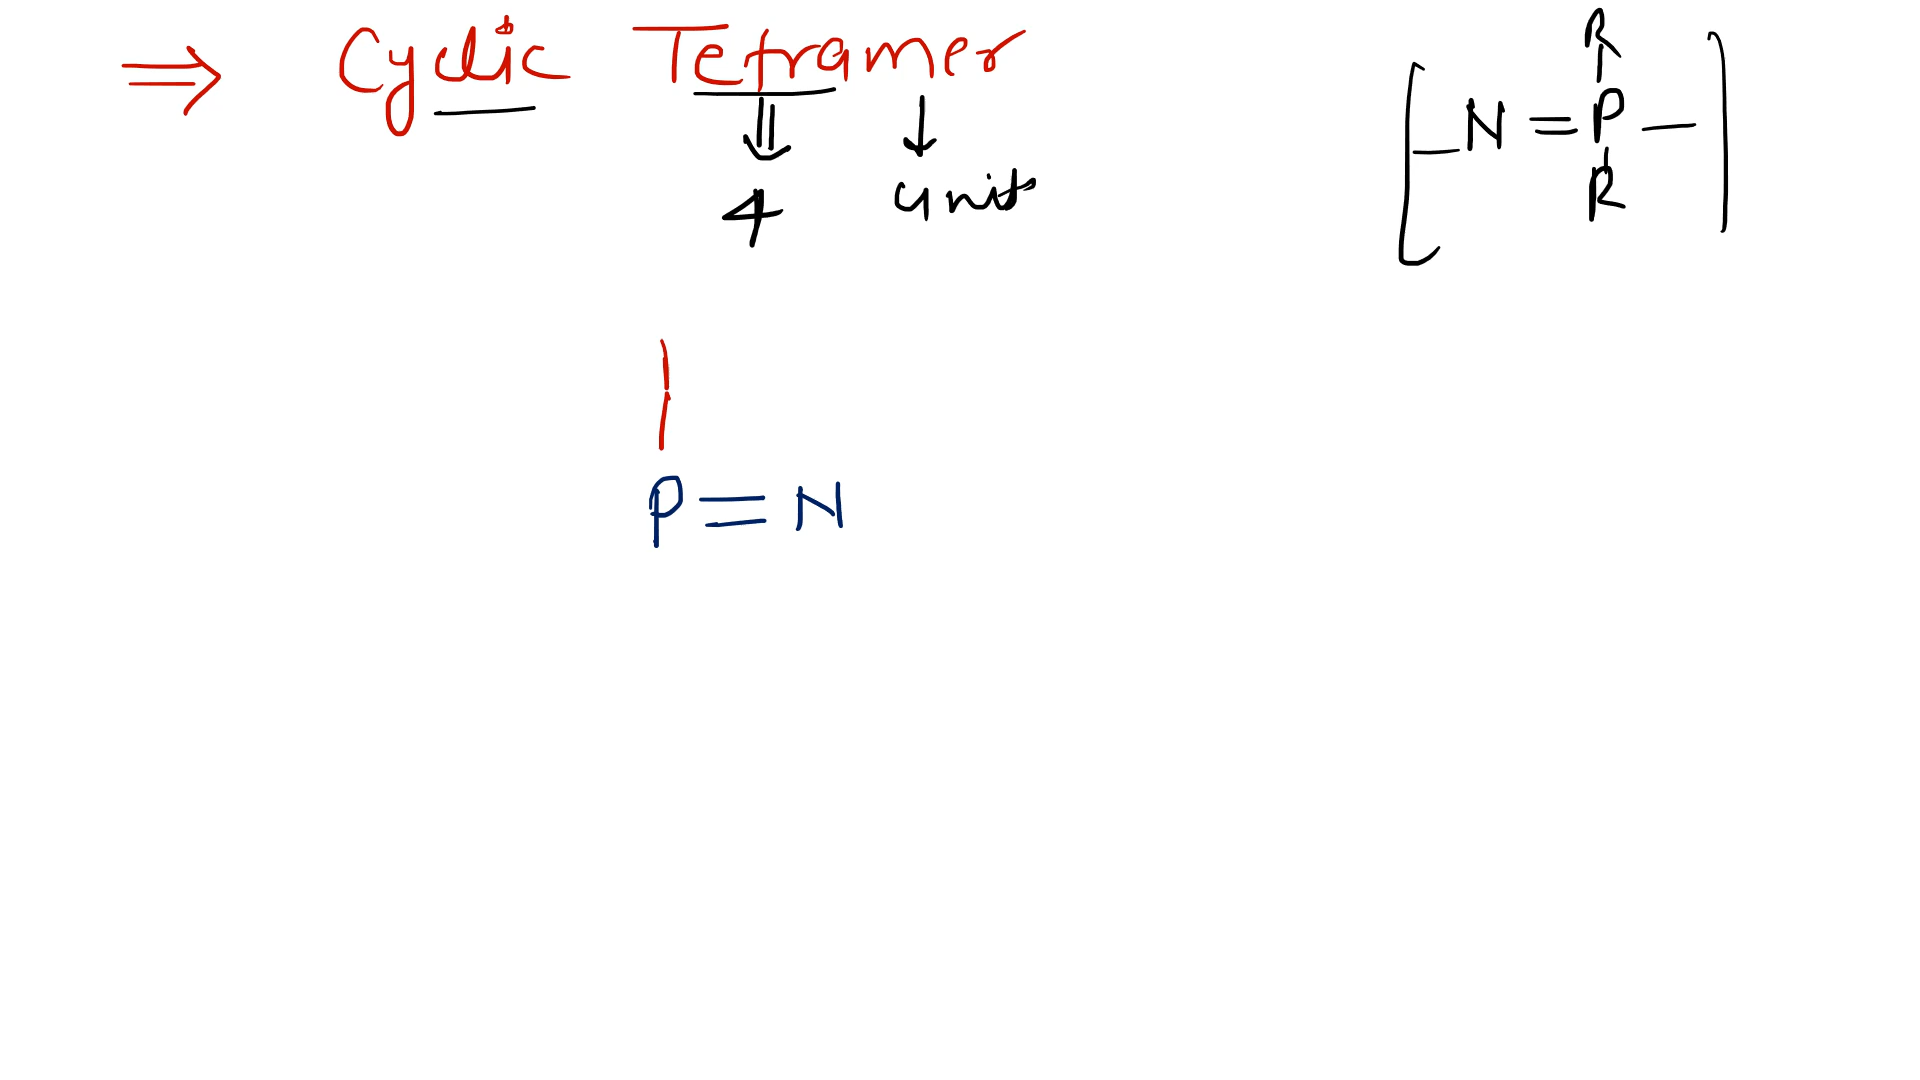 ⇒ Cyclic Tetramer
4 unit
R
[–N=P–]
R
P=N